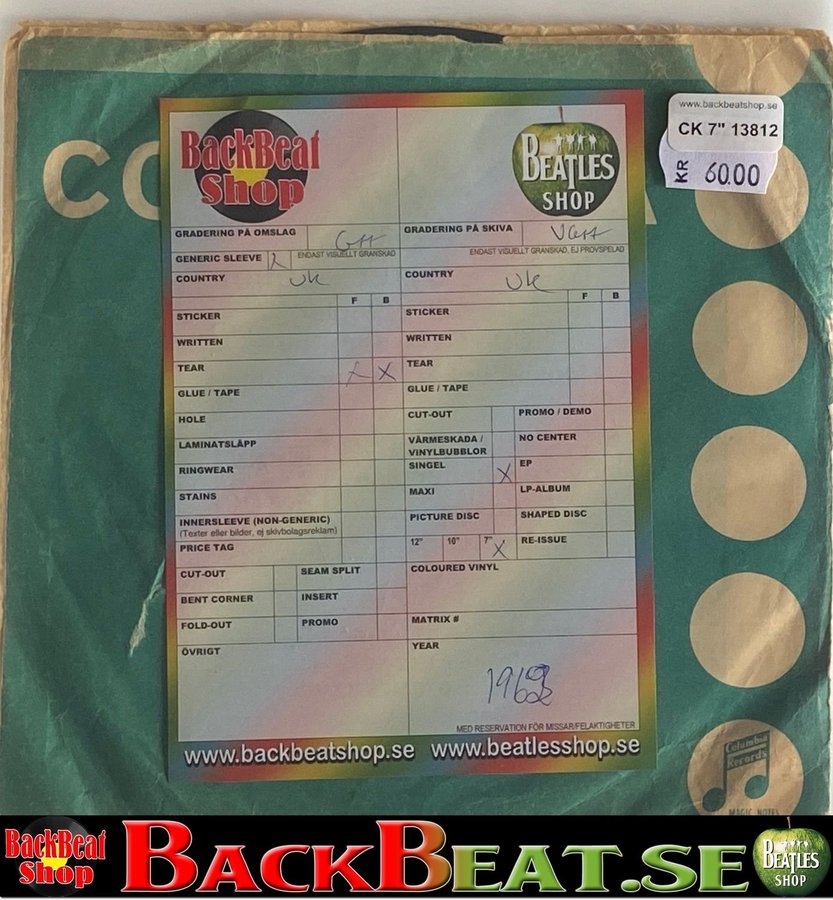 www.backbeatshop.se
CK 7" 13812
KR 60.00
CO
BackBeat
Shop
BEATLES
SHOP
GRADERING PÅ OMSLAG
GRADERING PÅ SKIVA
ENDAST VISUELLT GRANSKAD
ENDAST VISUELLT GRANSKAD, EJ PROVSPELAD
GENERIC SLEEVE
COUNTRY UK
COUNTRY UK
F B
F B
STICKER
STICKER
WRITTEN
WRITTEN
TEAR X X
TEAR
GLUE / TAPE
GLUE / TAPE
HOLE
CUT-OUT PROMO / DEMO
LAMINATSLÄPP
VÄRMESKADA /
VINYLBUBBLOR
NO CENTER
RINGWEAR
SINGEL X EP
STAINS
MAXI LP-ALBUM
INNERSLEEVE (NON-GENERIC)
(Texter eller bilder, ej skivbolagsreklam)
PICTURE DISC SHAPED DISC
PRICE TAG
12" 10" 7" X RE-ISSUE
CUT-OUT SEAM SPLIT
COLOURED VINYL
BENT CORNER INSERT
FOLD-OUT PROMO
MATRIX #
ÖVRIGT
YEAR
MED RESERVATION FÖR MISSAR/FELAKTIGHETER
www.backbeatshop.se www.beatlesshop.se
Columbia
Records
MAGIC NOTES
BackBeat
Shop
BACKBEAT.SE
BEATLES
SHOP